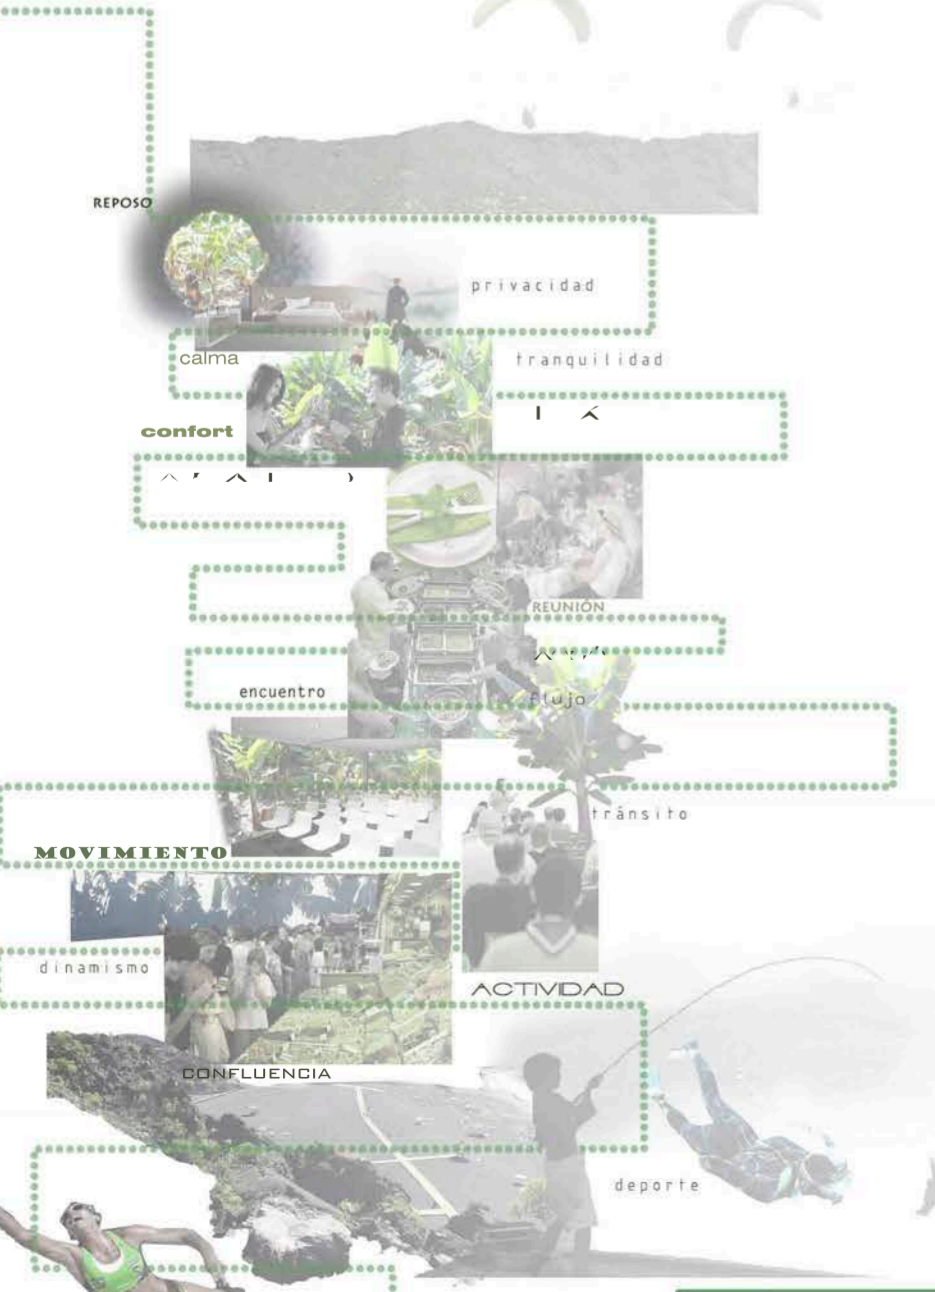 REPOSO
privacidad
calma
tranquilidad
confort
REUNIÓN
encuentro
flujo
tránsito
MOVIMIENTO
dinamismo
ACTIVIDAD
CONFLUENCIA
deporte